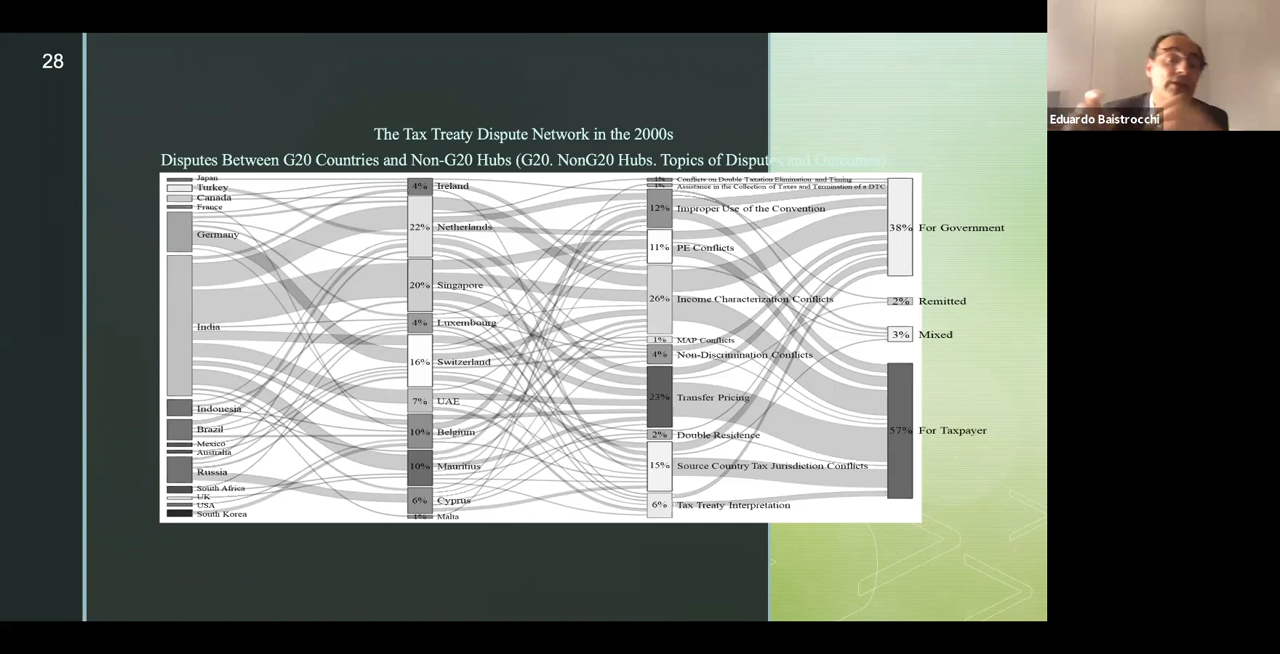 28
Eduardo Baistrocchi
The Tax Treaty Dispute Network in the 2000s
Disputes Between G20 Countries and Non-G20 Hubs (G20. NonG20 Hubs. Topics of Disputes and Outcomes)
Japan
Turkey
Canada
France
Germany
India
Indonesia
Brazil
Mexico
Australia
Russia
South Africa
UK
USA
South Korea
4% Ireland
22% Netherlands
20% Singapore
4% Luxembourg
16% Switzerland
7% UAE
10% Belgium
10% Mauritius
6% Cyprus
1% Malta
1% Conflicts on Double Taxation Elimination and Timing
1% Assistance in the Collection of Taxes and Termination of a DTC
12% Improper Use of the Convention
11% PE Conflicts
26% Income Characterization Conflicts
1% MAP Conflicts
4% Non-Discrimination Conflicts
23% Transfer Pricing
2% Double Residence
15% Source Country Tax Jurisdiction Conflicts
6% Tax Treaty Interpretation
38% For Government
2% Remitted
3% Mixed
57% For Taxpayer